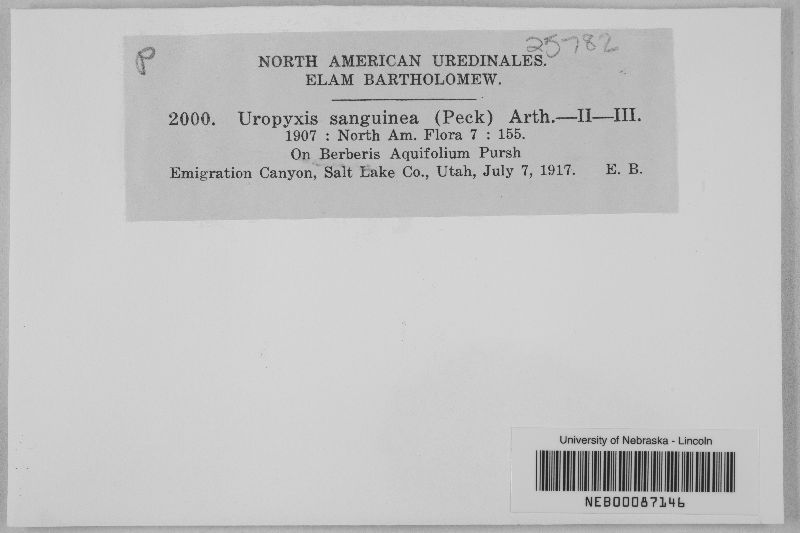 P
25782
NORTH AMERICAN UREDINALES.
ELAM BARTHOLOMEW.
2000. Uropyxis sanguinea (Peck) Arth.—II—III.
1907 : North Am. Flora 7 : 155.
On Berberis Aquifolium Pursh
Emigration Canyon, Salt Lake Co., Utah, July 7, 1917. E. B.
University of Nebraska - Lincoln
NEB00087146